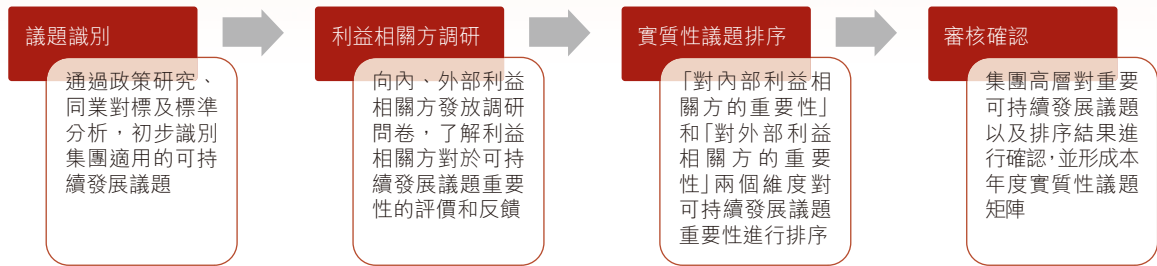 議題識別
通過政策研究、
同業對標及標準
分析，初步識別
集團適用的可持
續發展議題
利益相關方調研
向內、外部利益
相關方發放調研
問卷，了解利益
相關方對於可持
續發展議題重要
性的評價和反饋
實質性議題排序
「對內部利益相
關方的重要性」
和「對外部利益
相關方的重要
性」兩個維度對
可持續發展議題
重要性進行排序
審核確認
集團高層對重要
可持續發展議題
以及排序結果進
行確認，並形成本
年度實質性議題
矩陣